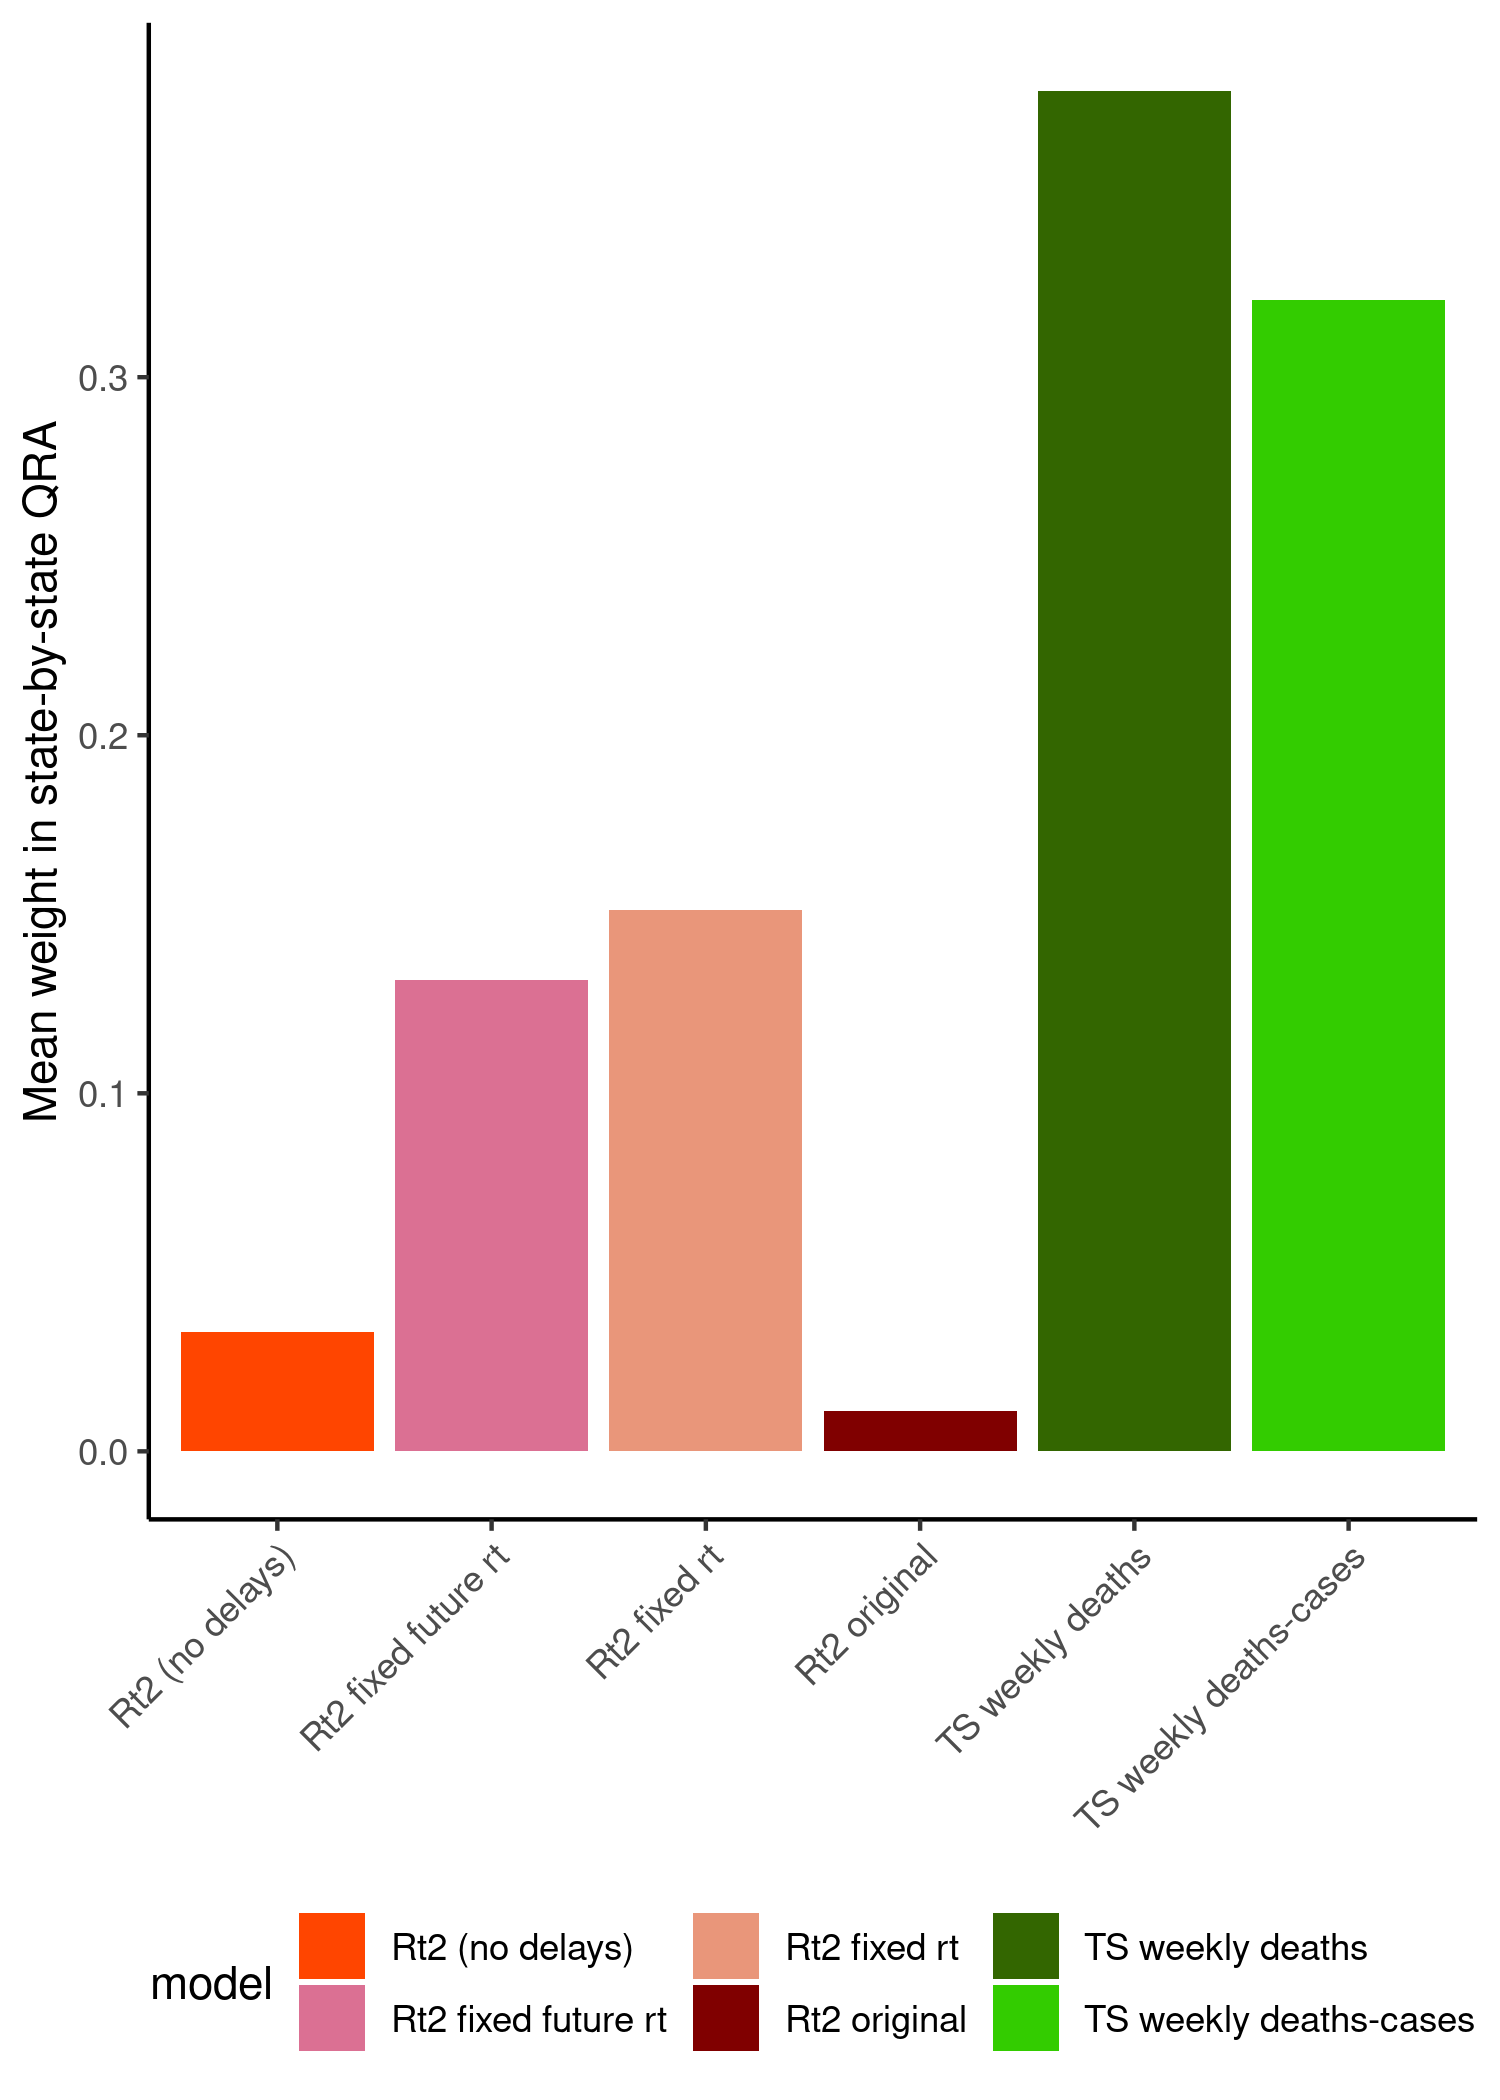 Mean weight in state-by-state QRA
0.3
0.2
0.1
0.0
Rt2 (no delays)
Rt2 fixed future rt
Rt2 fixed rt
Rt2 original
TS weekly deaths
TS weekly deaths-cases
model
Rt2 (no delays)
Rt2 fixed future rt
Rt2 fixed rt
Rt2 original
TS weekly deaths
TS weekly deaths-cases